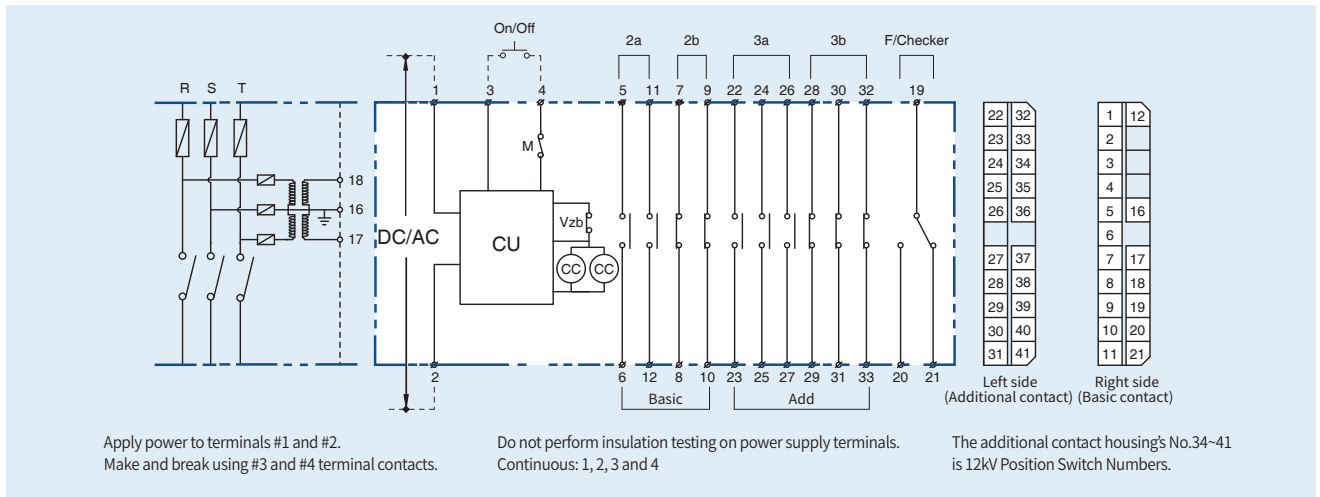 On/Off
2a 2b 3a 3b F/Checker
R S T
1 3 4 5 11 7 9 22 24 26 28 30 32 19
M
18
16
17
DC/AC
CU
Vzb
CC CC
2 6 12 8 10 23 25 27 29 31 33 20 21
Basic Add
22 32
23 33
24 34
25 35
26 36
27 37
28 38
29 39
30 40
31 41
Left side
(Additional contact)
1 12
2
3
4
5 16
6
7 17
8 18
9 19
10 20
11 21
Right side
(Basic contact)
Apply power to terminals #1 and #2.
Make and break using #3 and #4 terminal contacts.
Do not perform insulation testing on power supply terminals.
Continuous: 1, 2, 3 and 4
The additional contact housing's No.34~41
is 12kV Position Switch Numbers.